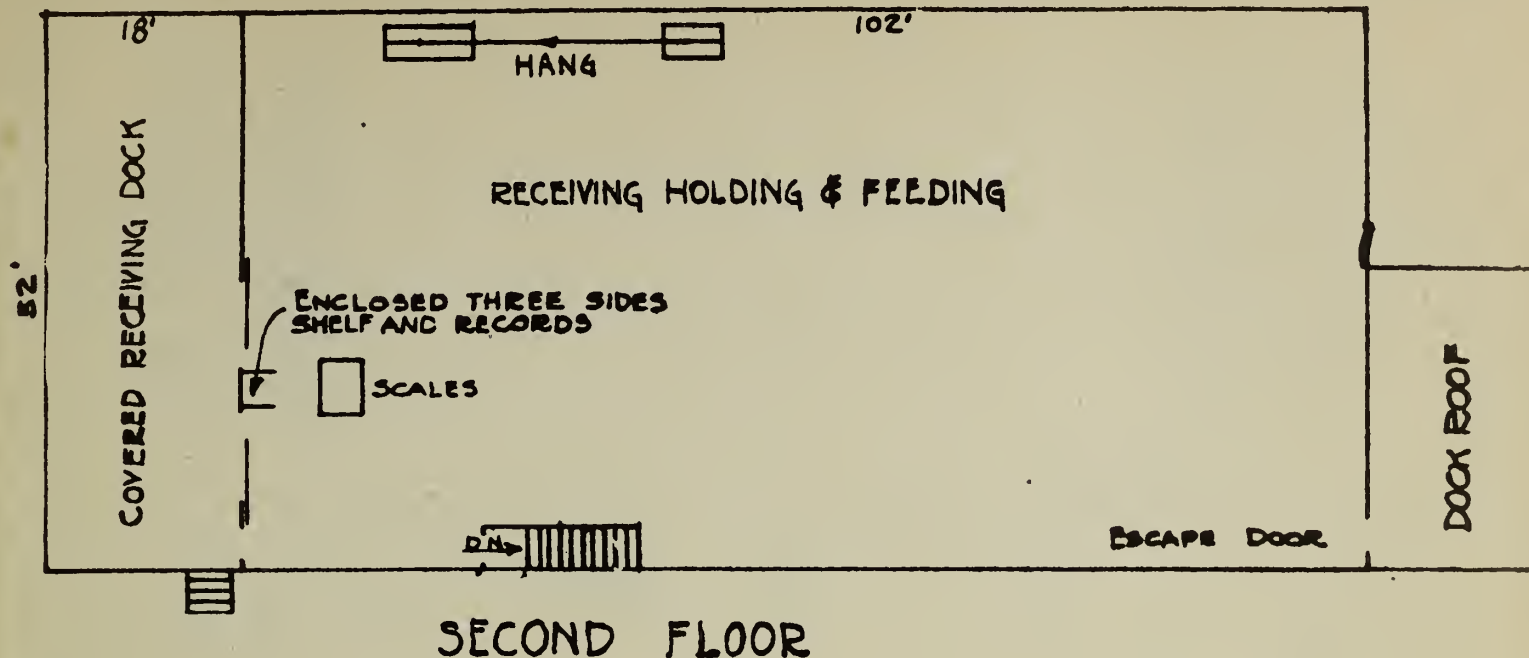 18'
102'
HANG
COVERED RECEIVING DOCK
RECEIVING HOLDING & FEEDING
52'
ENCLOSED THREE SIDES
SHELF AND RECORDS
SCALES
DOCK ROOF
DN
ESCAPE DOOR
SECOND FLOOR